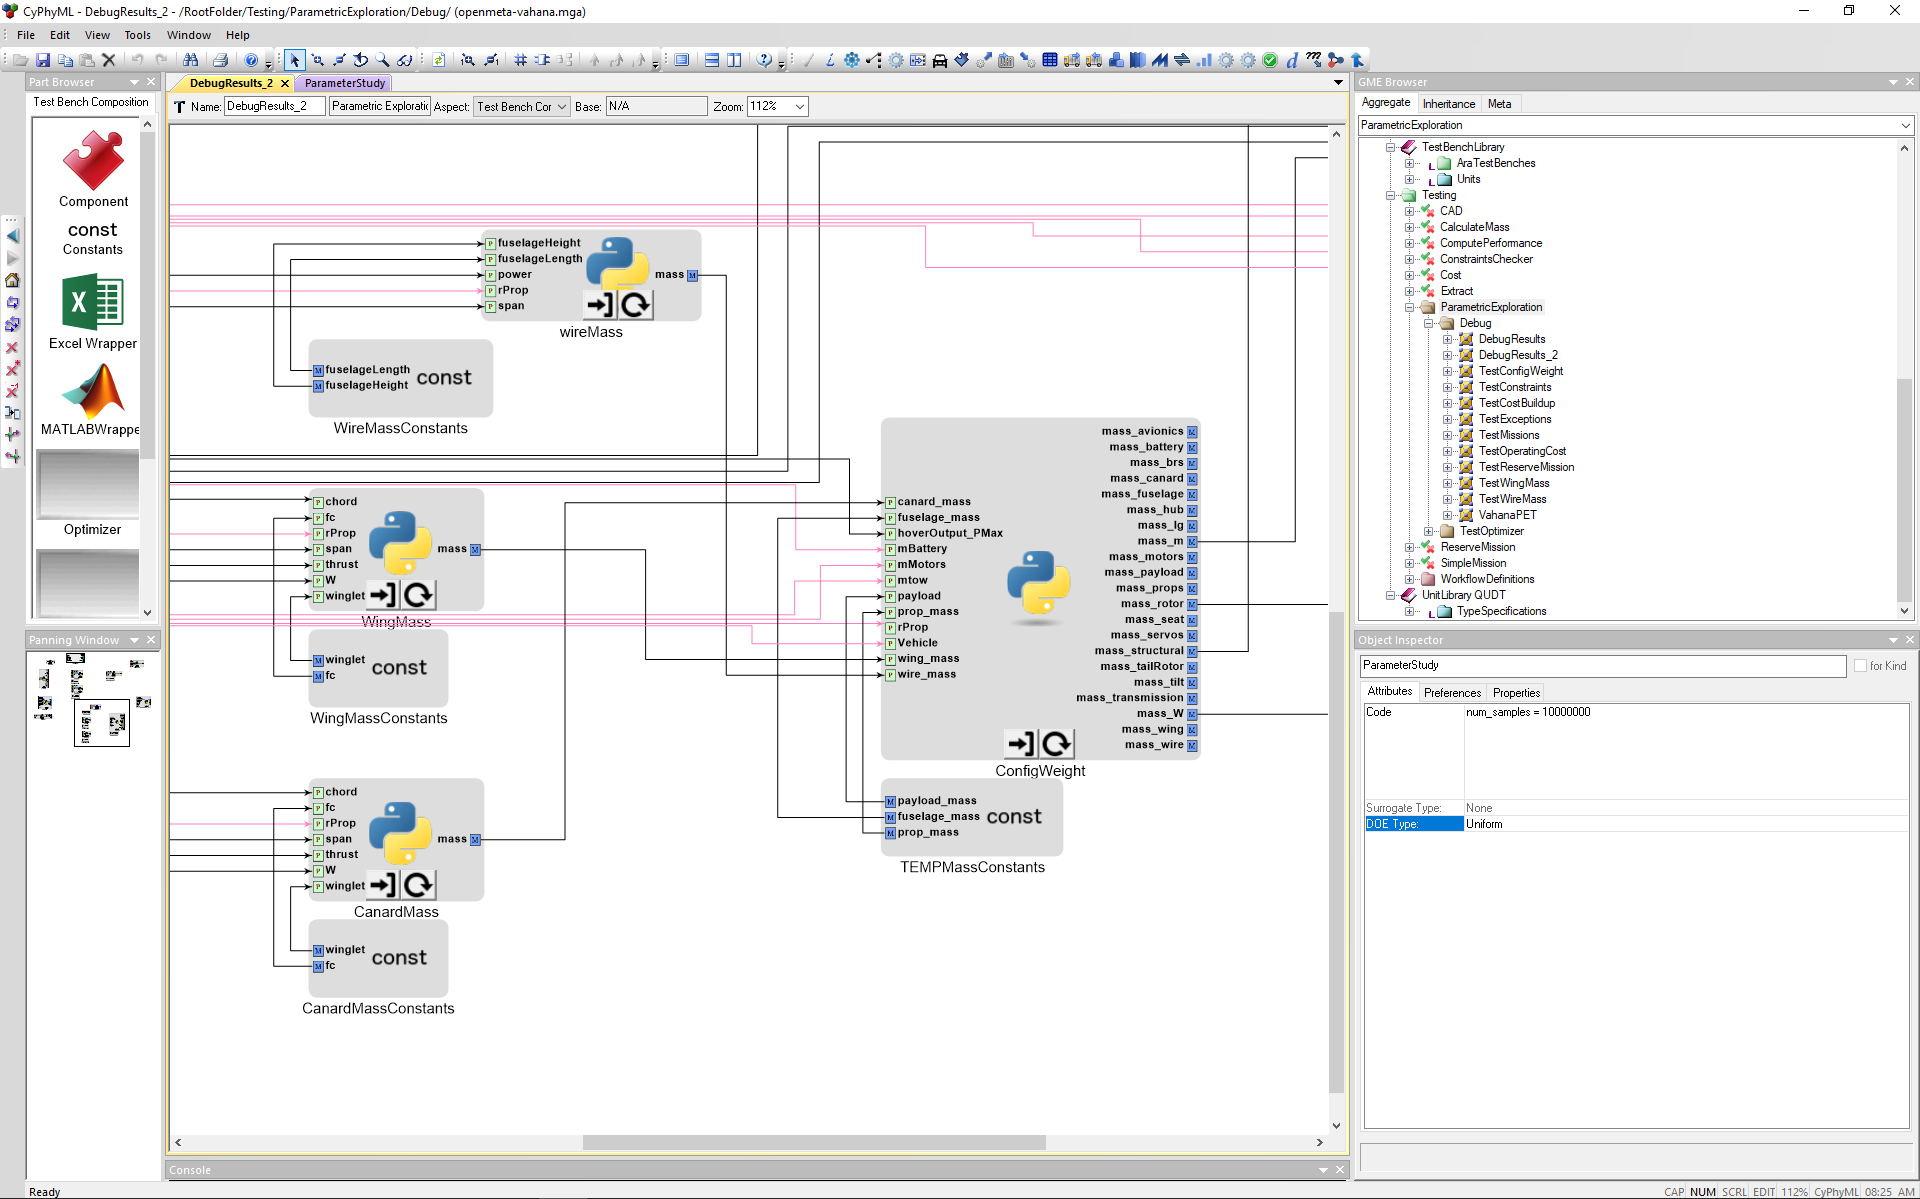 CyPhyML - DebugResults_2 - /RootFolder/Testing/ParametricExploration/Debug/ (openmeta-vahana.mga)
File Edit View Tools Window Help
Part Browser
Test Bench Composition
Component
const
Constants
Excel Wrapper
MATLABWrappe
Optimizer
Panning Window
DebugResults_2 ParameterStudy
Name: DebugResults_2 Parametric Exploratic Aspect: Test Bench Cor Base: N/A Zoom: 112%
fuselageHeight
fuselageLength
power
rProp
span
mass
wireMass
fuselageLength
fuselageHeight
const
WireMassConstants
chord
fc
rProp
span
thrust
W
winglet
mass
WingMass
winglet
fc
const
WingMassConstants
chord
fc
rProp
span
thrust
W
winglet
mass
CanardMass
winglet
fc
const
CanardMassConstants
canard_mass
fuselage_mass
hoverOutput_PMax
mBattery
mMotors
mtow
payload
prop_mass
rProp
Vehicle
wing_mass
wire_mass
mass_avionics
mass_battery
mass_brs
mass_canard
mass_fuselage
mass_hub
mass_lg
mass_m
mass_motors
mass_payload
mass_props
mass_rotor
mass_seat
mass_servos
mass_structural
mass_tailRotor
mass_tilt
mass_transmission
mass_W
mass_wing
mass_wire
ConfigWeight
payload_mass
fuselage_mass
prop_mass
const
TEMPMassConstants
Console
GME Browser
Aggregate Inheritance Meta
ParametricExploration
TestBenchLibrary
AraTestBenches
Units
Testing
CAD
CalculateMass
ComputePerformance
ConstraintsChecker
Cost
Extract
ParametricExploration
Debug
DebugResults
DebugResults_2
TestConfigWeight
TestConstraints
TestCostBuildup
TestExceptions
TestMissions
TestOperatingCost
TestReserveMission
TestWingMass
TestWireMass
VahanaPET
TestOptimizer
ReserveMission
SimpleMission
WorkflowDefinitions
UnitLibrary QUDT
TypeSpecifications
Object Inspector
ParameterStudy for Kind
Attributes Preferences Properties
Code num_samples = 10000000
Surrogate Type: None
DOE Type: Uniform
Ready
CAP NUM SCRL EDIT 112% CyPhyML 08:25 AM